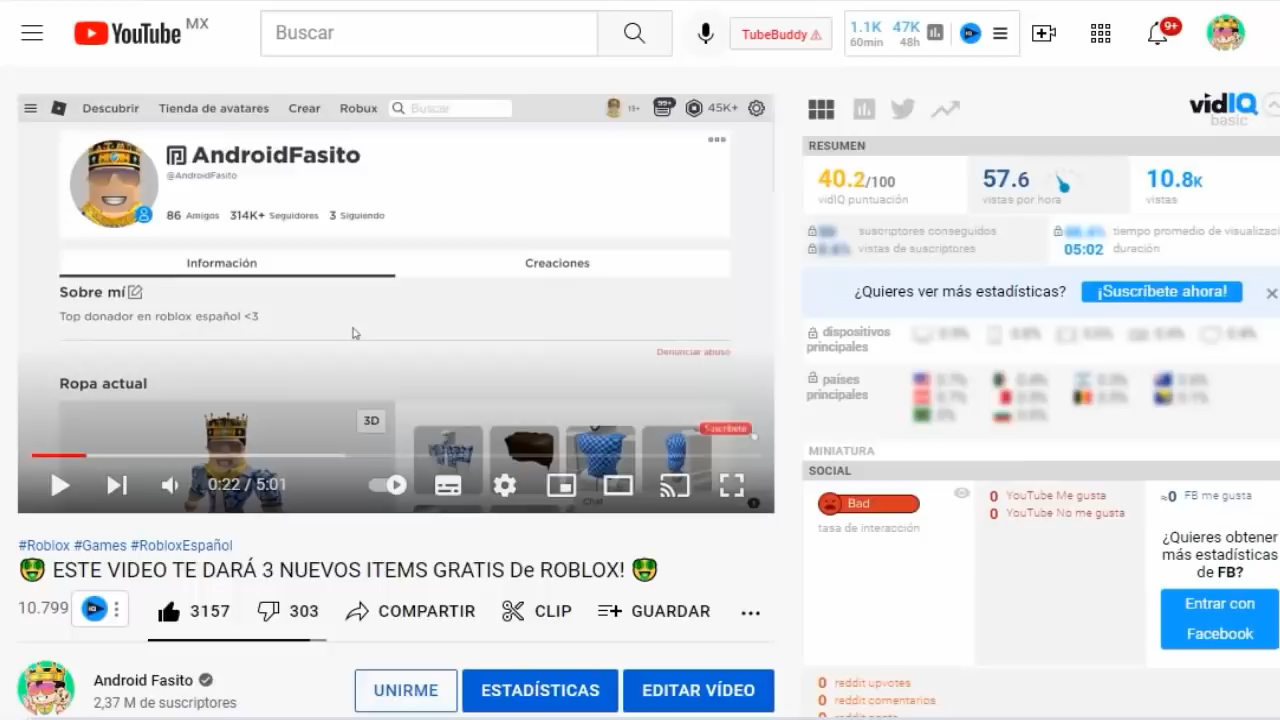 YouTube MX
Buscar
TubeBuddy
1.1K 47K
60min 48h
9+
Descubrir Tienda de avatares Crear Robux Buscar 13+ 99+ 45K+
AndroidFasito
@AndroidFasito
86 Amigos 314K+ Seguidores 3 Siguiendo
Información Creaciones
Sobre mí
Top donador en roblox español <3
Denunciar abuso
Ropa actual
3D
Suscríbete
0:22 / 5:01
Chat
#Roblox #Games #RobloxEspañol
ESTE VIDEO TE DARÁ 3 NUEVOS ITEMS GRATIS De ROBLOX!
10.799 3157 303 COMPARTIR CLIP GUARDAR
Android Fasito
2,37 M de suscriptores
UNIRME ESTADÍSTICAS EDITAR VÍDEO
vidIQ
basic
RESUMEN
40.2/100 57.6 10.8K
vidIQ puntuación vistas por hora vistas
suscriptores conseguidos tiempo promedio de visualizaci
vistas de suscriptores 05:02 duración
¿Quieres ver más estadísticas? ¡Suscríbete ahora!
dispositivos
principales
países
principales
MINIATURA
SOCIAL
Bad
tasa de interacción
0 YouTube Me gusta
0 YouTube No me gusta
≈0 FB me gusta
¿Quieres obtener
más estadísticas
de FB?
Entrar con
Facebook
0 reddit upvotes
0 reddit comentarios